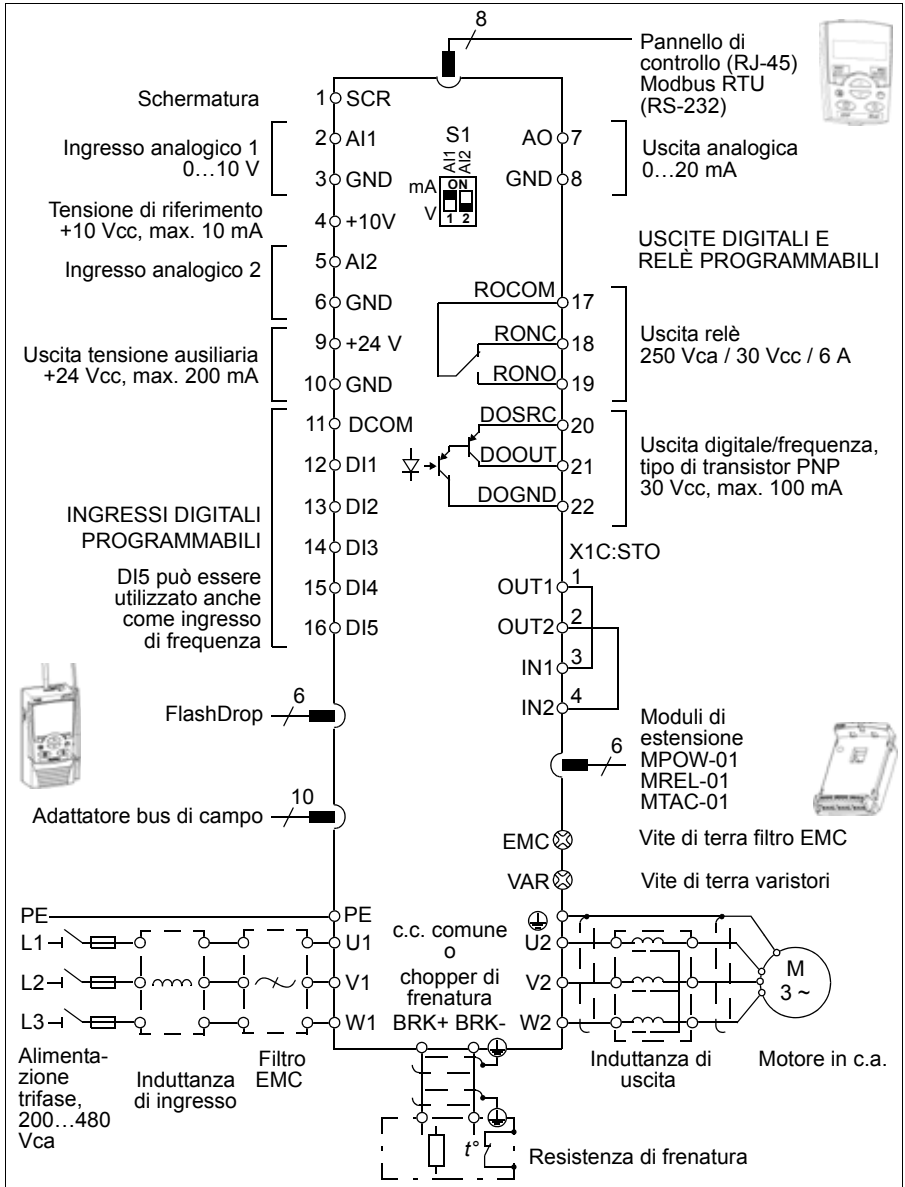 8
Pannello di
controllo (RJ-45)
Modbus RTU
(RS-232)
Schermatura
1 SCR
Ingresso analogico 1
0…10 V
2 AI1
3 GND
S1
AI1
AI2
mA
V
ON
1 2
AO 7
GND 8
Uscita analogica
0…20 mA
Tensione di riferimento
+10 Vcc, max. 10 mA
4 +10V
Ingresso analogico 2
5 AI2
6 GND
USCITE DIGITALI E
RELÈ PROGRAMMABILI
Uscita tensione ausiliaria
+24 Vcc, max. 200 mA
9 +24 V
10 GND
ROCOM 17
RONC 18
RONO 19
Uscita relè
250 Vca / 30 Vcc / 6 A
11 DCOM
12 DI1
13 DI2
14 DI3
15 DI4
16 DI5
INGRESSI DIGITALI
PROGRAMMABILI
DI5 può essere
utilizzato anche
come ingresso
di frequenza
DOSRC 20
DOOUT 21
DOGND 22
Uscita digitale/frequenza,
tipo di transistor PNP
30 Vcc, max. 100 mA
X1C:STO
OUT1 1
OUT2 2
IN1 3
IN2 4
FlashDrop 6
6
Moduli di
estensione
MPOW-01
MREL-01
MTAC-01
Adattatore bus di campo 10
EMC Vite di terra filtro EMC
VAR Vite di terra varistori
PE PE
L1 U1
L2 V1
L3 W1
c.c. comune
o
chopper di
frenatura
BRK+ BRK-
U2
V2
W2
M
3 ~
Alimenta-
zione
trifase,
200…480
Vca
Induttanza
di ingresso
Filtro
EMC
Induttanza di
uscita
Motore in c.a.
t°
Resistenza di frenatura